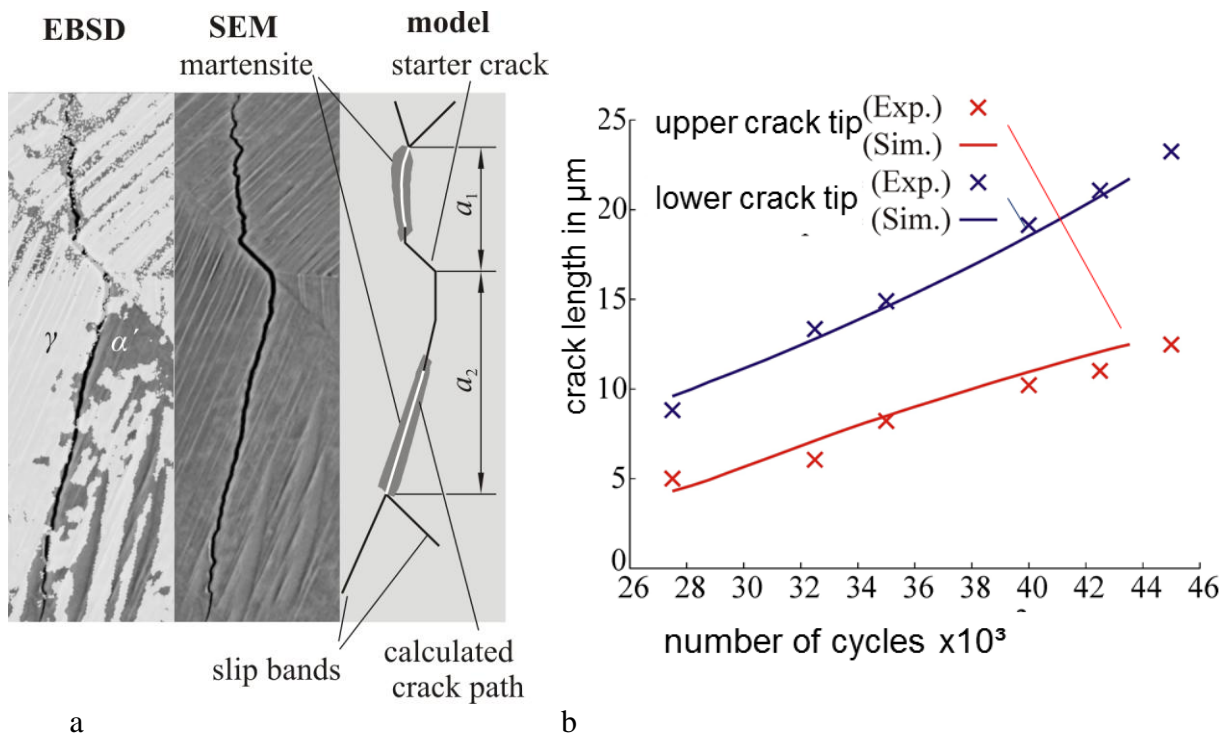 EBSD
SEM
model
martensite
starter crack
γ
α′
a₁
a₂
slip bands
calculated
crack path
a
upper crack tip
(Exp.)
(Sim.)
lower crack tip
(Exp.)
(Sim.)
crack length in µm
25
20
15
10
5
0
26 28 30 32 34 36 38 40 42 44 46
number of cycles x10³
b